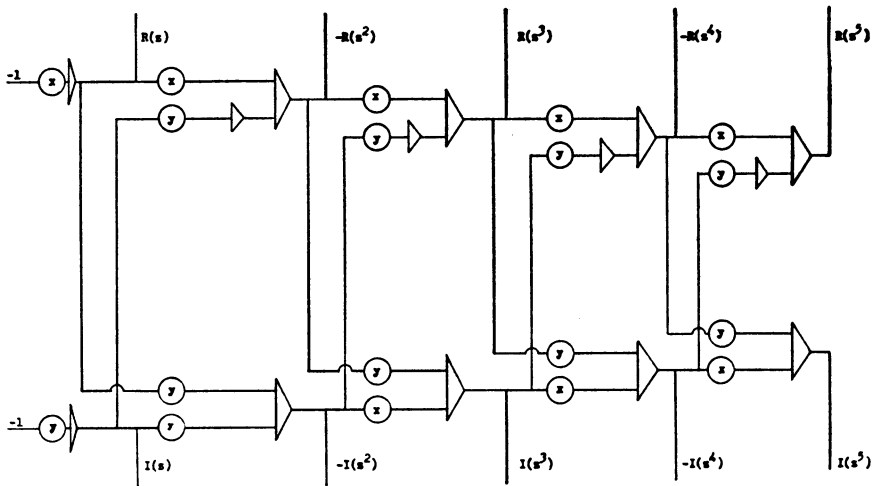 R(s) -R(s²) R(s³) -R(s⁴) R(s⁵)
-1 x x
x
x
x
y
y
y
y
y
y
y
y
x
x
x
-1 y
I(s) -I(s²) I(s³) -I(s⁴) I(s⁵)